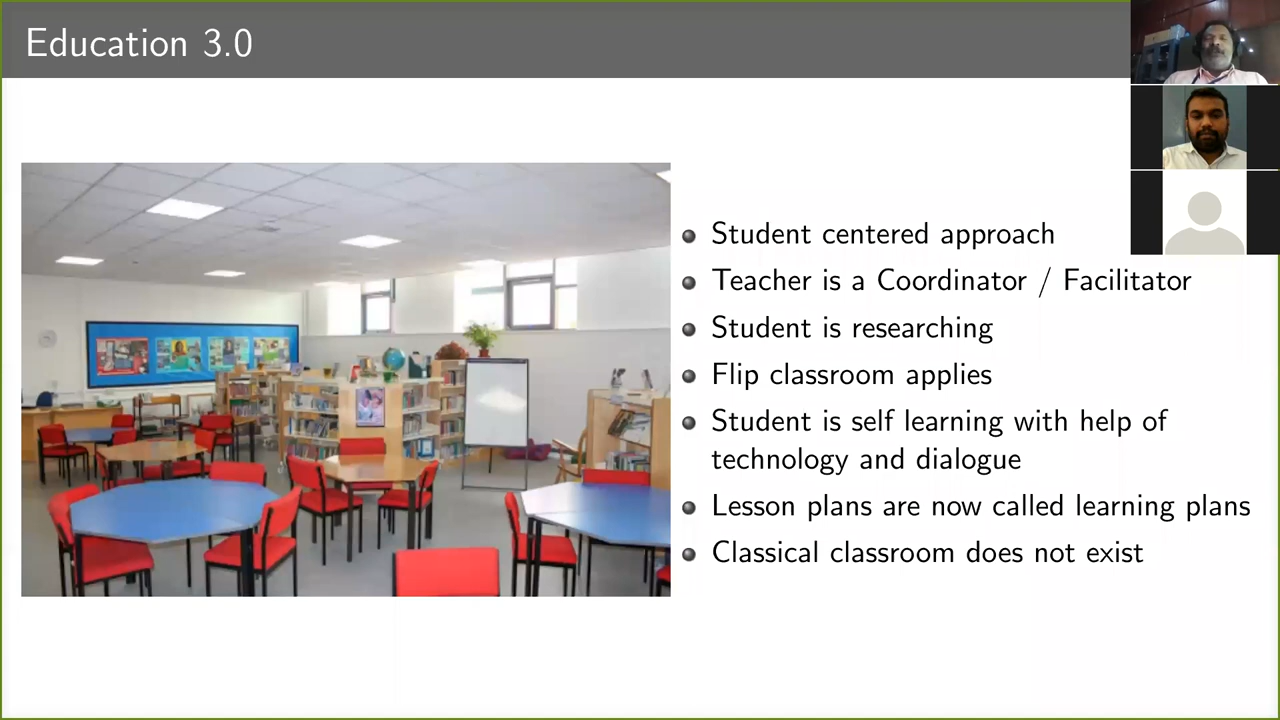 Education 3.0
Student centered approach
Teacher is a Coordinator / Facilitator
Student is researching
Flip classroom applies
Student is self learning with help of
technology and dialogue
Lesson plans are now called learning plans
Classical classroom does not exist